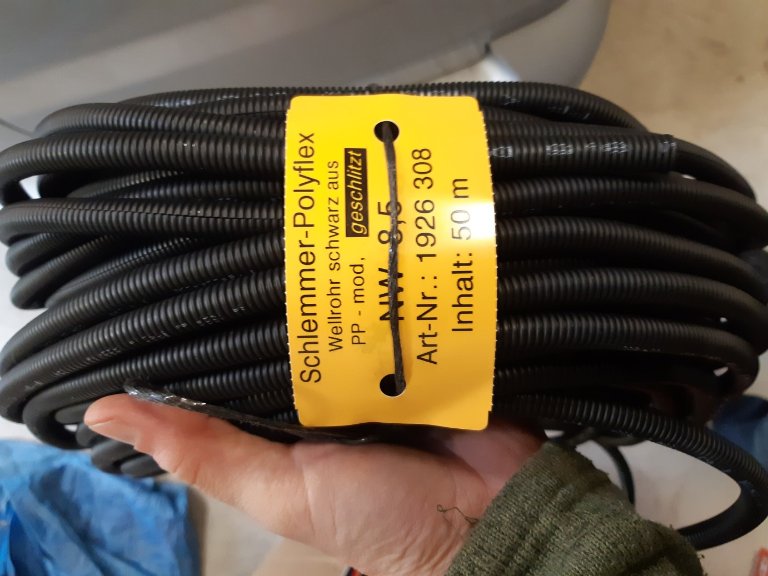 Schlemmer-Polyflex
Wellrohr schwarz aus
PP - mod, geschlitzt
NW 8,5
Art-Nr.: 1926 308
Inhalt: 50 m